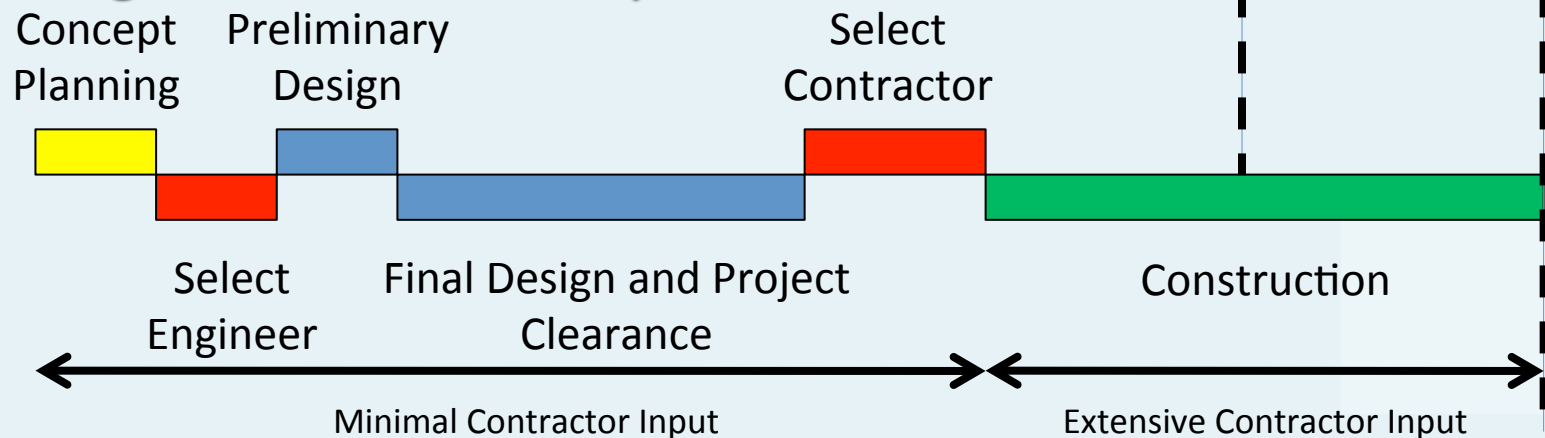 Concept
Planning
Preliminary
Design
Select
Contractor
Select
Engineer
Final Design and Project
Clearance
Construction
Minimal Contractor Input
Extensive Contractor Input